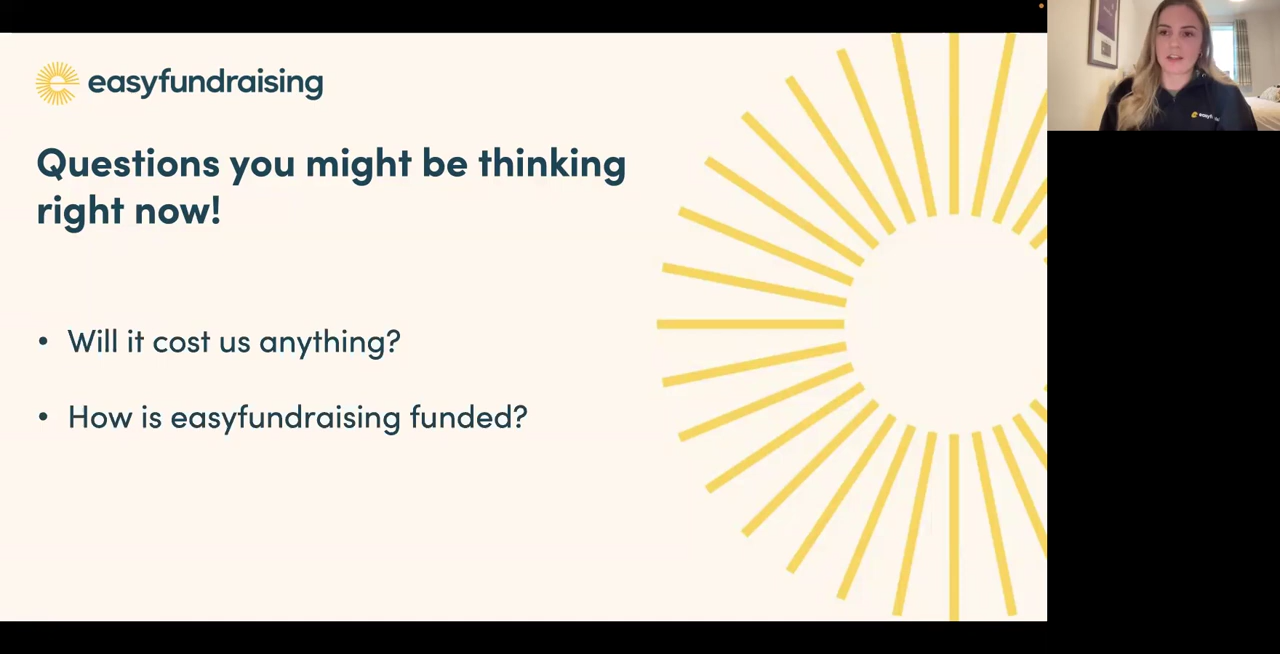 easyfundraising
Questions you might be thinking
right now!
• Will it cost us anything?
• How is easyfundraising funded?